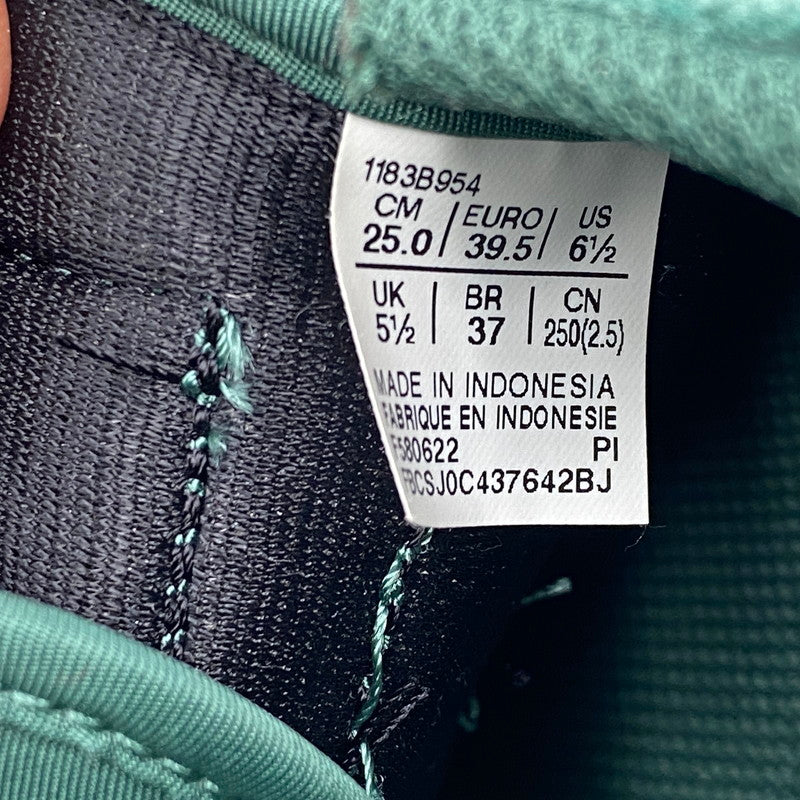 1183B954
CM / EURO / US
25.0 / 39.5 / 6½
UK | BR | CN
5½ | 37 | 250(2.5)
MADE IN INDONESIA
FABRIQUE EN INDONESIE
F580622 PI
FBCSJ0C437642BJ